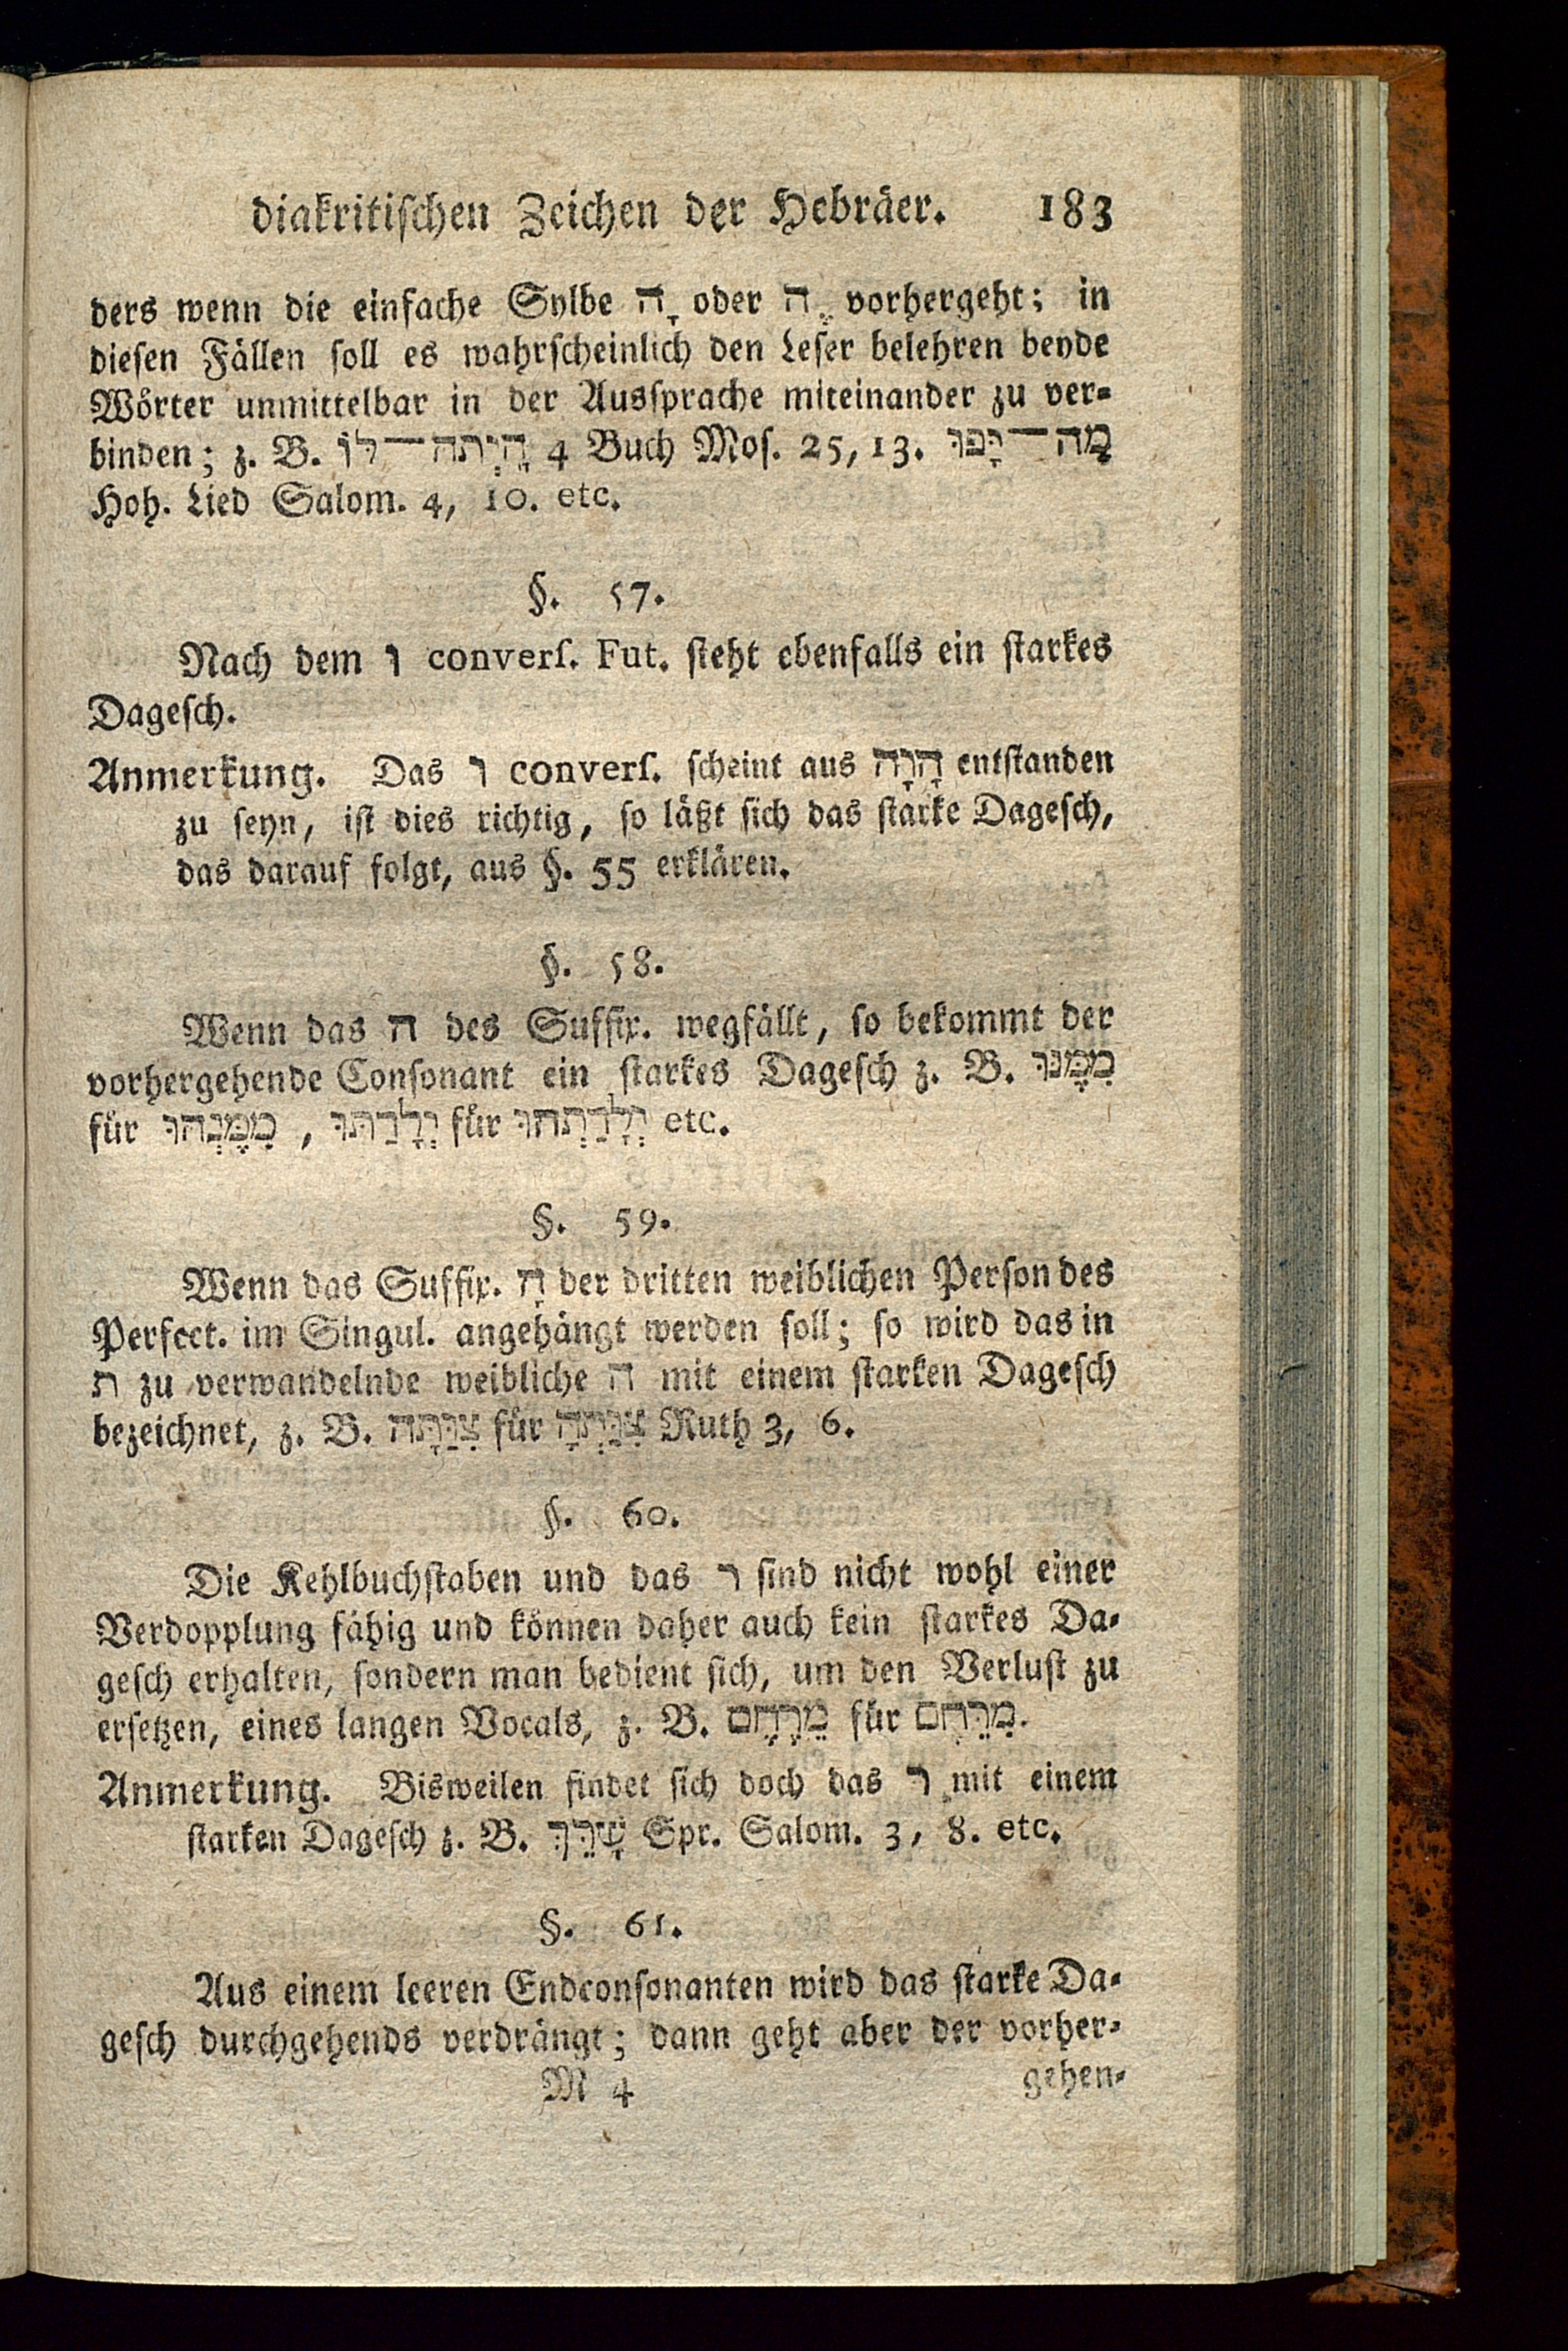 diakritischen Zeichen der Hebräer. 183
ders wenn die einfache Sylbe ה ָ oder ה ֶ vorhergeht; in
diesen Fällen soll es wahrscheinlich den Leser belehren beyde
Wörter unmittelbar in der Aussprache miteinander zu ver-
binden; z. B. הָיְתה—לּוֹ 4 Buch Mos. 25, 13. מָה—יָּפוּ
Hoh. Lied Salom. 4, 10. etc.
§. 57.
Nach dem ו conversſ. Fut. steht ebenfalls ein starkes
Dagesch.
Anmerkung. Das ו converſ. scheint aus הָוָה entstanden
zu seyn, ist dies richtig, so läßt sich das starke Dagesch,
das darauf folgt, aus §. 55 erklären.
§. 58.
Wenn das ה des Suffix. wegfällt, so bekommt der
vorhergehende Consonant ein starkes Dagesch z. B. מִמֶּנּוּ
für מִמֶּנְהוּ, יְלָדַתּוּ für יְלָדַתְהוּ etc.
§. 59.
Wenn das Suffix. הָ der dritten weiblichen Person des
Perfect. im Singul. angehängt werden soll; so wird das in
ת zu verwandelnde weibliche ה mit einem starken Dagesch
bezeichnet, z. B. צִוַּתָּה für צִוַּתְהָ Ruth 3, 6.
§. 60.
Die Kehlbuchstaben und das ר sind nicht wohl einer
Verdopplung fähig und können daher auch kein starkes Da-
gesch erhalten, sondern man bedient sich, um den Verlust zu
ersetzen, eines langen Vocals, z. B. מֵרָחָם für
Anmerkung. Bisweilen findet sich doch das ר mit einem
starken Dagesch z. B. Spr. Salom. 3, 8. etc.
§. 61.
Aus einem leeren Endconsonanten wird das starke Da-
gesch durchgehends verdrängt; dann geht aber der vorher-
M 4 gehen-